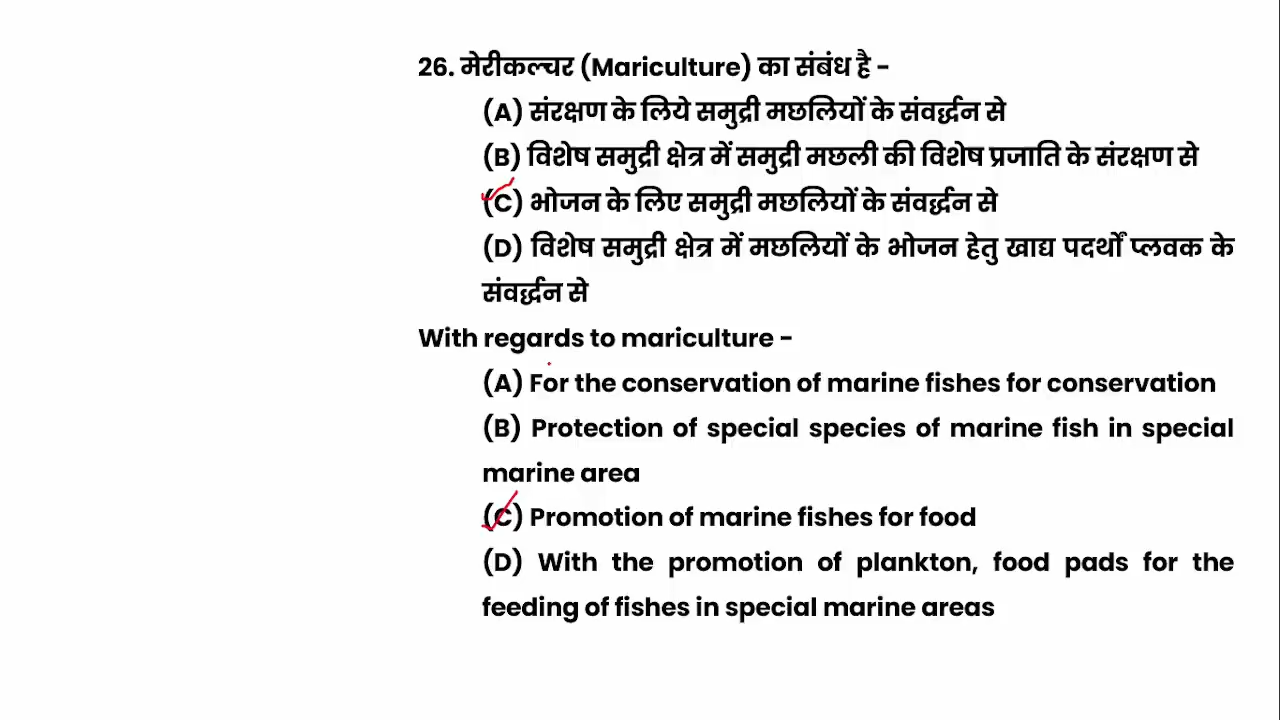 26. मेरीकल्चर (Mariculture) का संबंध है -
(A) संरक्षण के लिये समुद्री मछलियों के संवर्द्धन से
(B) विशेष समुद्री क्षेत्र में समुद्री मछली की विशेष प्रजाति के संरक्षण से
(C) भोजन के लिए समुद्री मछलियों के संवर्द्धन से
(D) विशेष समुद्री क्षेत्र में मछलियों के भोजन हेतु खाद्य पदर्थों प्लवक के
संवर्द्धन से
With regards to mariculture -
(A) For the conservation of marine fishes for conservation
(B) Protection of special species of marine fish in special
marine area
(C) Promotion of marine fishes for food
(D) With the promotion of plankton, food pads for the
feeding of fishes in special marine areas